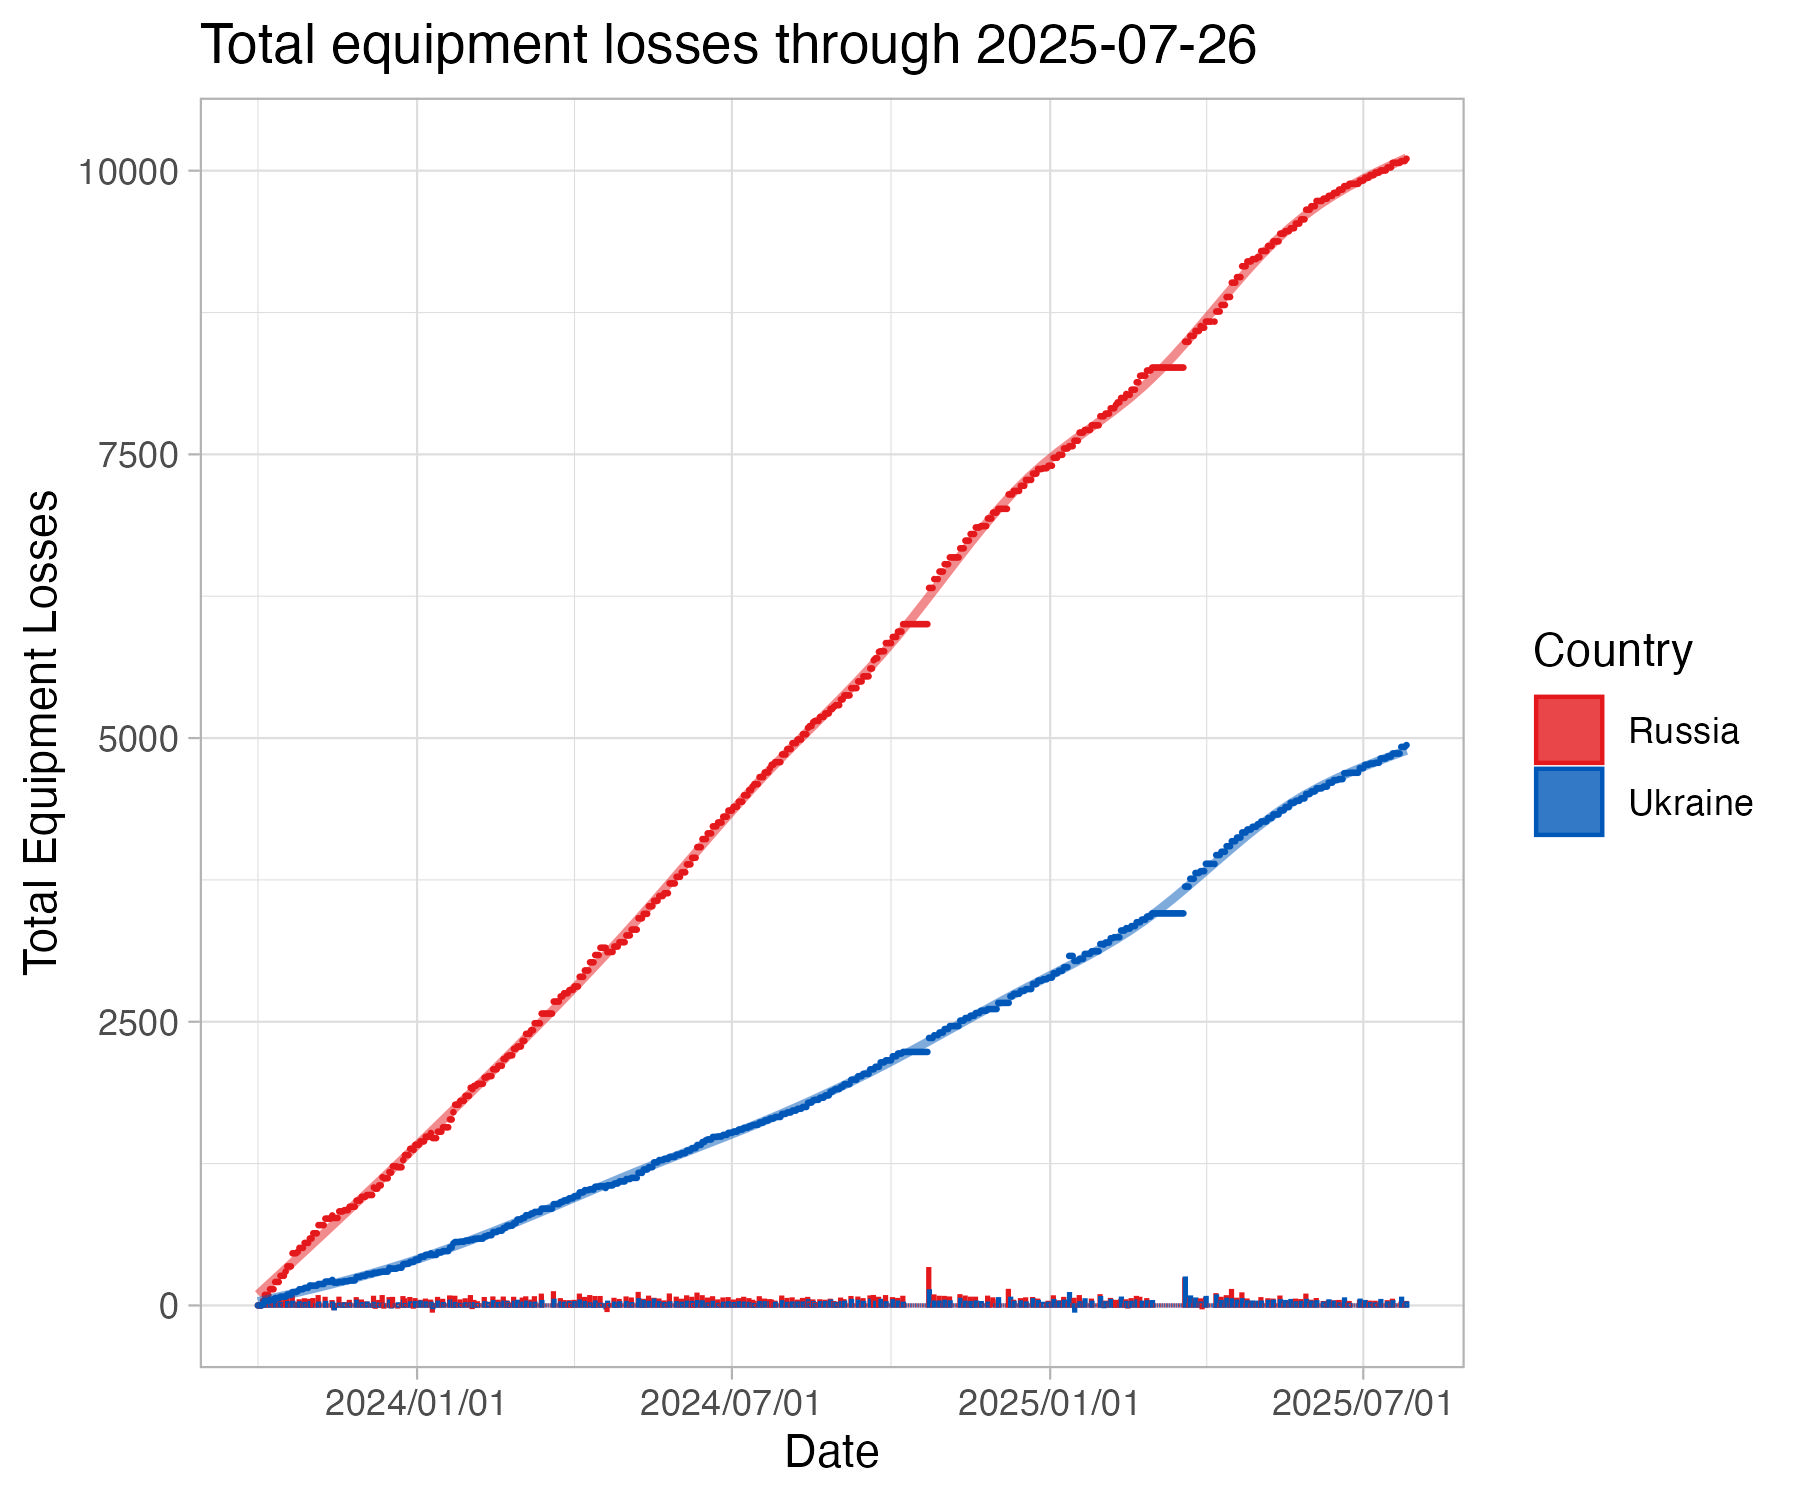 Total equipment losses through 2025-07-26
Total Equipment Losses
10000
7500
5000
2500
0
2024/01/01
2024/07/01
2025/01/01
2025/07/01
Date
Country
Russia
Ukraine